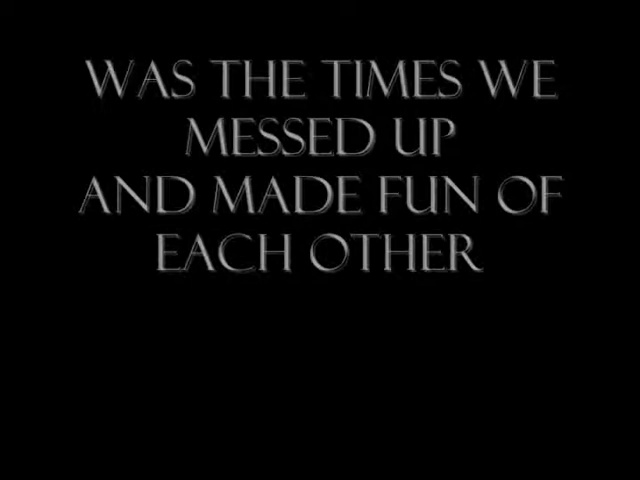 WAS THE TIMES WE
MESSED UP
AND MADE FUN OF
EACH OTHER